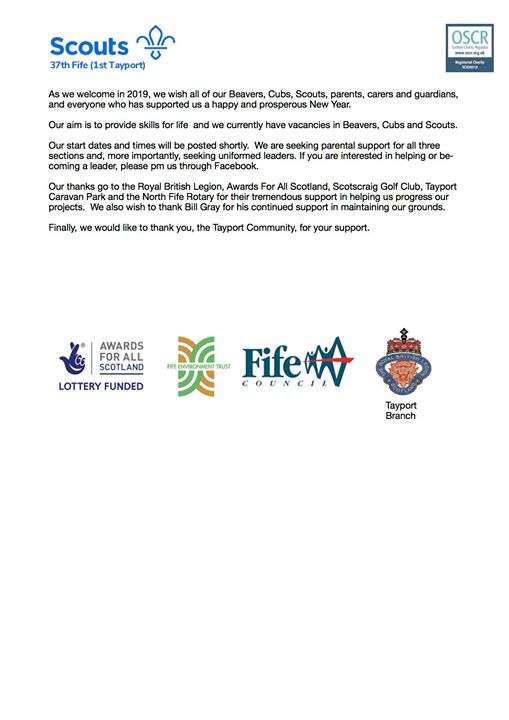 Scouts
37th Fife (1st Tayport)
OSCR
Scottish Charity Regulator
www.oscr.org.uk
Registered Charity
As we welcome in 2019, we wish all of our Beavers, Cubs, Scouts, parents, carers and guardians,
and everyone who has supported us a happy and prosperous New Year.
Our aim is to provide skills for life  and we currently have vacancies in Beavers, Cubs and Scouts.
Our start dates and times will be posted shortly.  We are seeking parental support for all three
sections and, more importantly, seeking uniformed leaders. If you are interested in helping or be-
coming a leader, please pm us through Facebook.
Our thanks go to the Royal British Legion, Awards For All Scotland, Scotscraig Golf Club, Tayport
Caravan Park and the North Fife Rotary for their tremendous support in helping us progress our
projects.  We also wish to thank Bill Gray for his continued support in maintaining our grounds.
Finally, we would like to thank you, the Tayport Community, for your support.
AWARDS
FOR ALL
SCOTLAND
LOTTERY FUNDED
FIFE ENVIRONMENT TRUST
Fife
COUNCIL
ROYAL BRITISH LEGION
SCOTLAND
Tayport
Branch